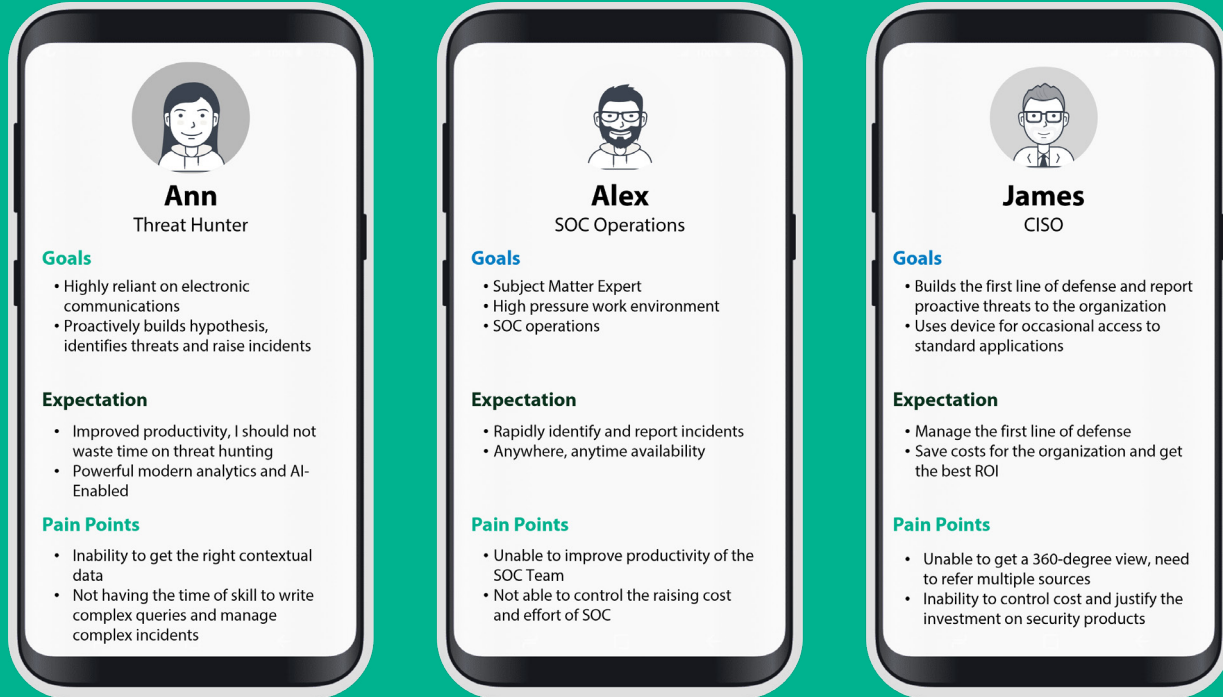 Ann
Threat Hunter
Goals
• Highly reliant on electronic
communications
• Proactively builds hypothesis,
identifies threats and raise incidents
Expectation
• Improved productivity, I should not
waste time on threat hunting
• Powerful modern analytics and AI-
Enabled
Pain Points
• Inability to get the right contextual
data
• Not having the time of skill to write
complex queries and manage
complex incidents
Alex
SOC Operations
Goals
• Subject Matter Expert
• High pressure work environment
• SOC operations
Expectation
• Rapidly identify and report incidents
• Anywhere, anytime availability
Pain Points
• Unable to improve productivity of the
SOC Team
• Not able to control the raising cost
and effort of SOC
James
CISO
Goals
• Builds the first line of defense and report
proactive threats to the organization
• Uses device for occasional access to
standard applications
Expectation
• Manage the first line of defense
• Save costs for the organization and get
the best ROI
Pain Points
• Unable to get a 360-degree view, need
to refer multiple sources
• Inability to control cost and justify the
investment on security products